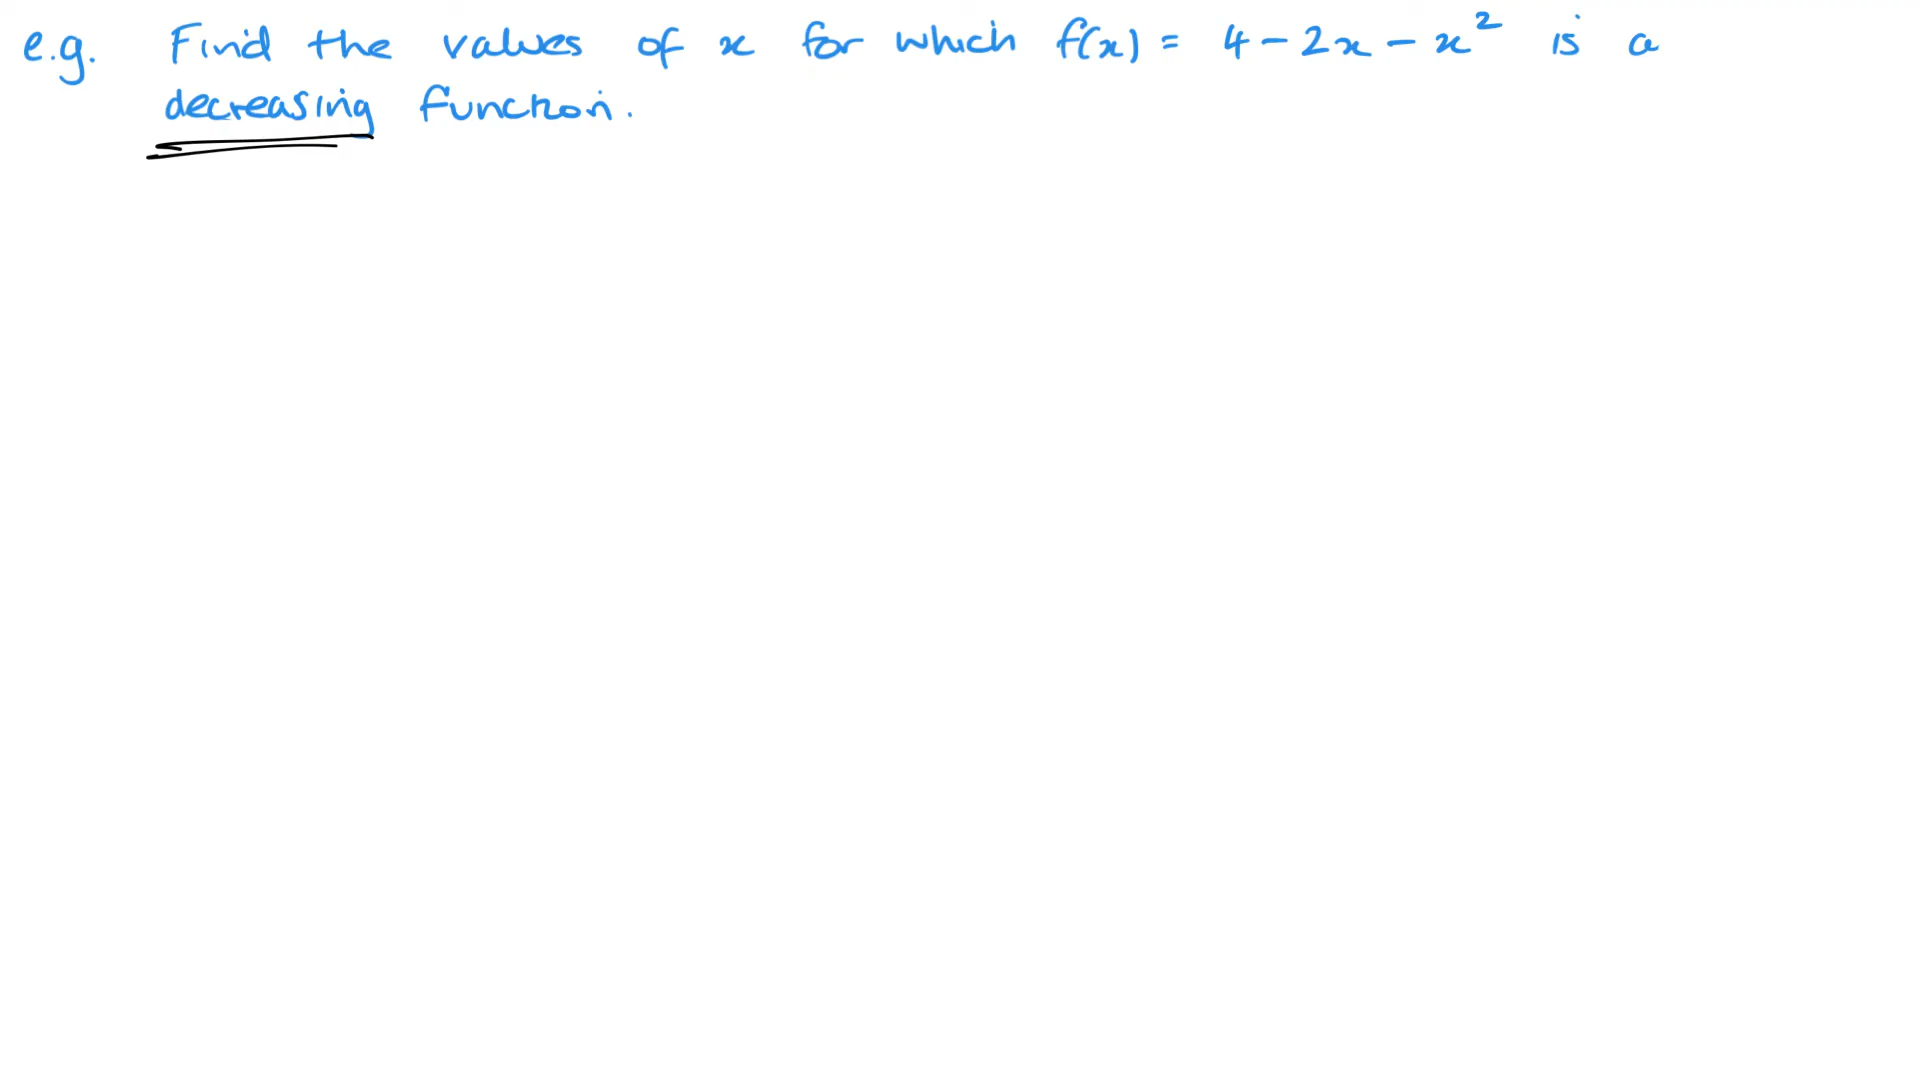 e.g. Find the values of x for which f(x) = 4 - 2x - x² is a
decreasing function.